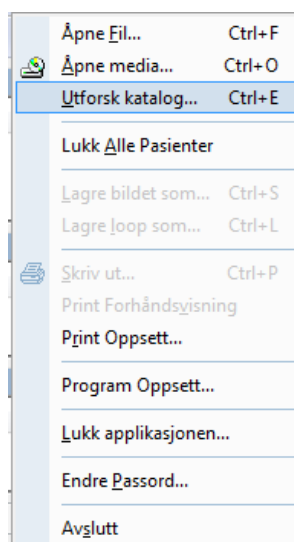 Åpne Fil... Ctrl+F
Åpne media... Ctrl+O
Utforsk katalog... Ctrl+E
Lukk Alle Pasienter
Lagre bildet som... Ctrl+S
Lagre loop som... Ctrl+L
Skriv ut... Ctrl+P
Print Forhåndsvisning
Print Oppsett...
Program Oppsett...
Lukk applikasjonen...
Endre Passord...
Avslutt